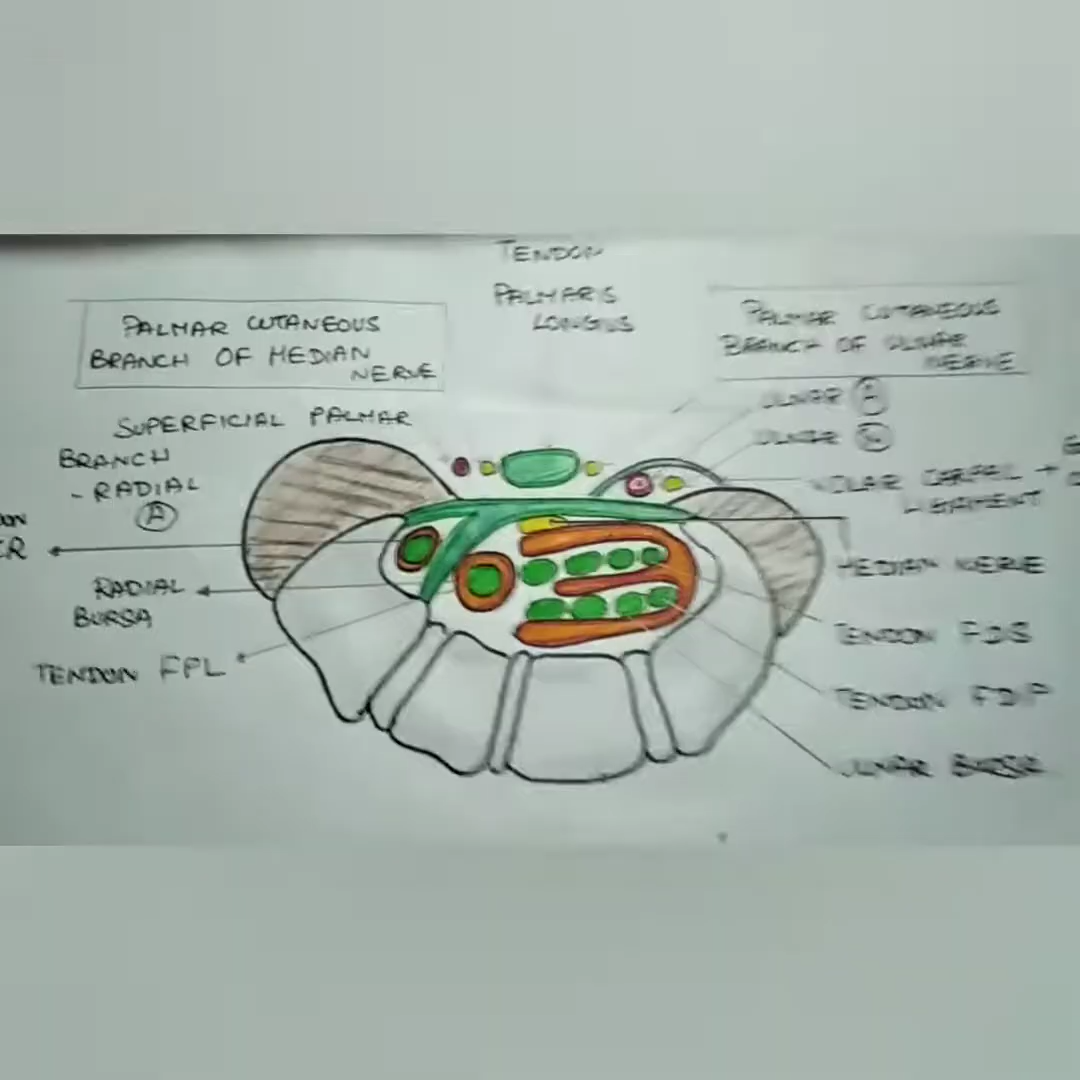 TENDON
PALMARIS
LONGIUS
PALMAR CUTANEOUS
BRANCH OF MEDIAN
NERVE
PALMAR CUTANEOUS
BRANCH OF ULNAR
NERVE
SUPERFICIAL PALMAR
BRANCH
- RADIAL
A
ULNAR A
ULNAR
LIGAMENT
MEDIAN NERVE
RADIAL
BURSA
TENDON FPL
TENDON FDS
TENDON FDP
ULNAR BURSA